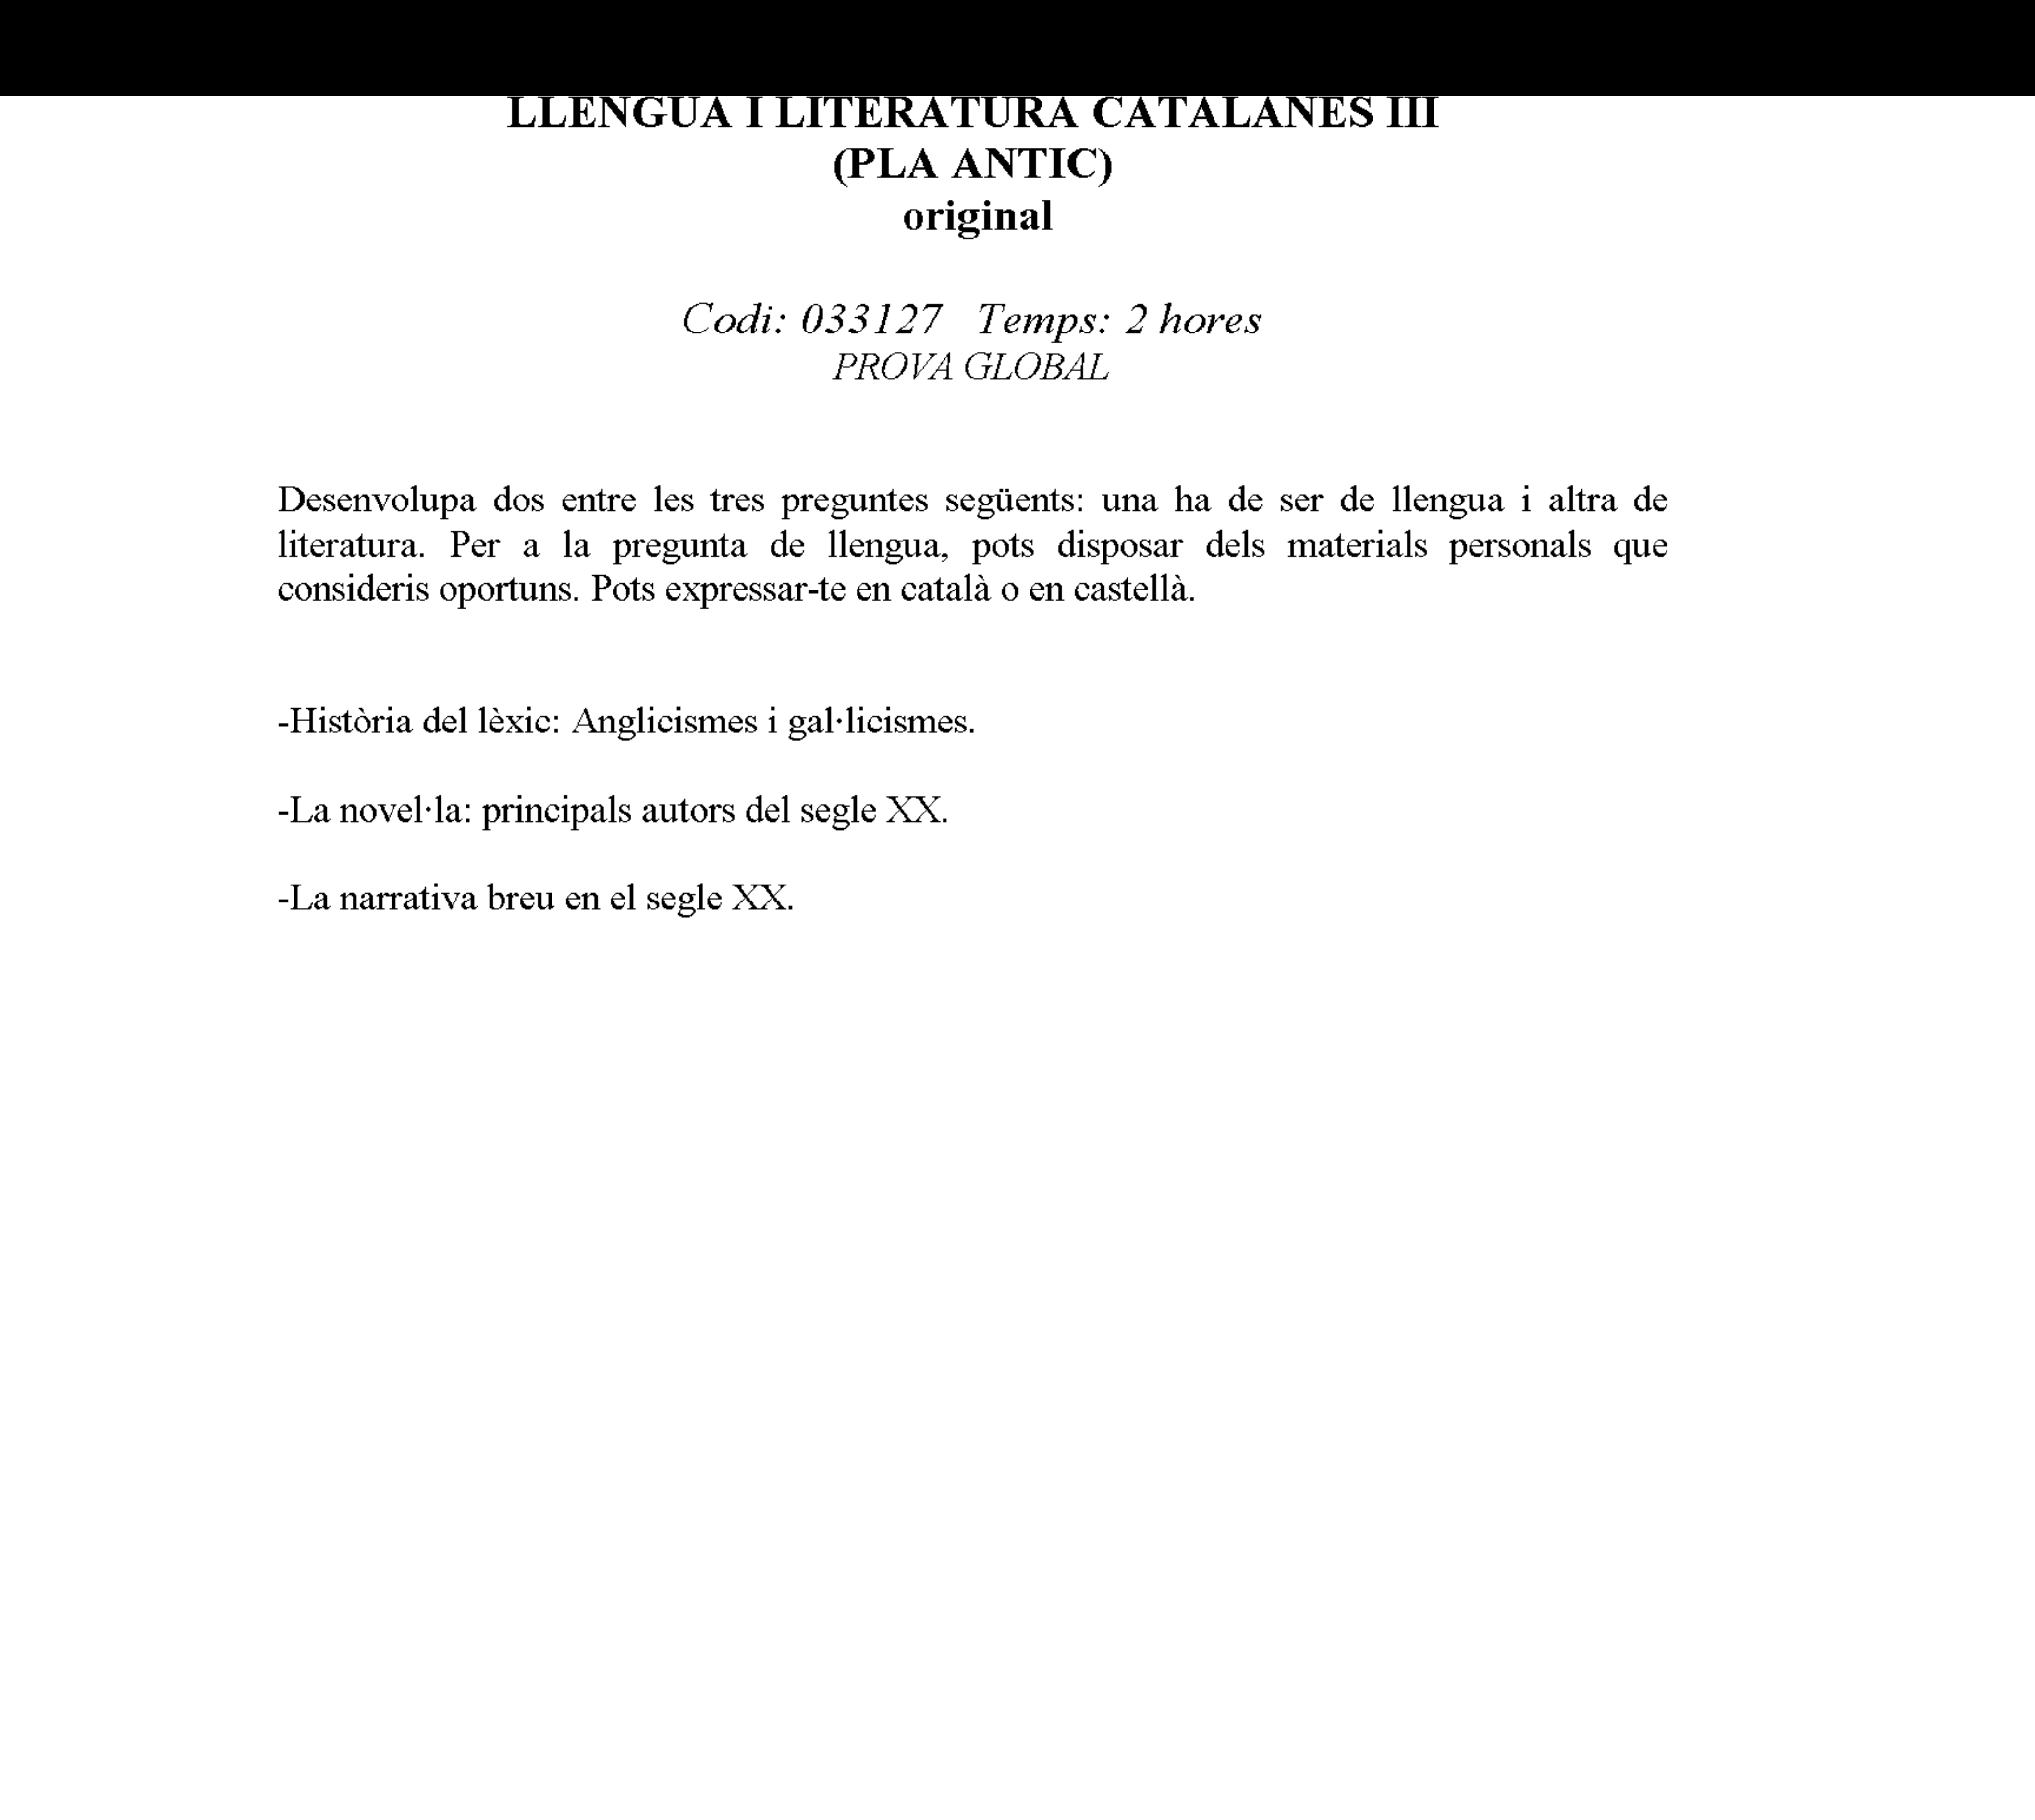 LLENGUA I LITERATURA CATALANES III
(PLA ANTIC)
original
Codi: 033127 Temps: 2 hores
PROVA GLOBAL
Desenvolupa dos entre les tres preguntes següents: una ha de ser de llengua i altra de
literatura. Per a la pregunta de llengua, pots disposar dels materials personals que
consideris oportuns. Pots expressar-te en català o en castellà.
-Història del lèxic: Anglicismes i gal·licismes.
-La novel·la: principals autors del segle XX.
-La narrativa breu en el segle XX.